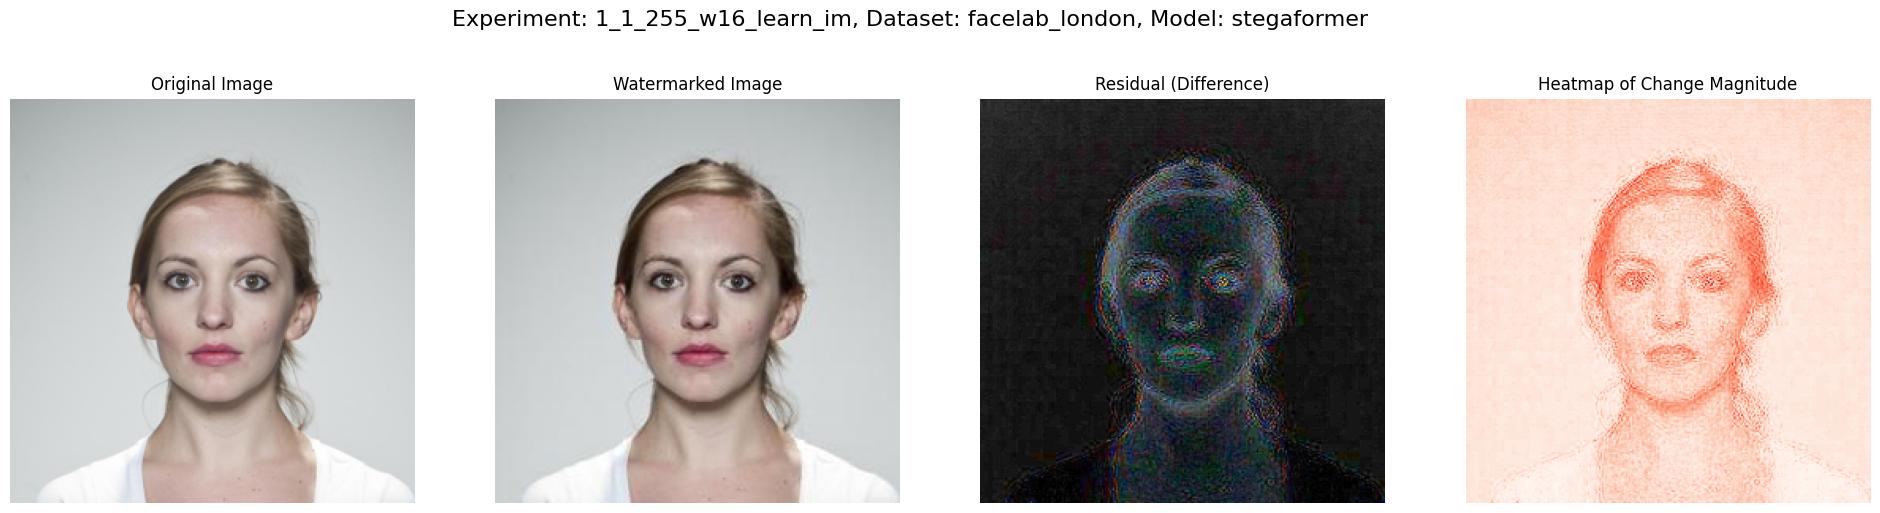 Experiment: 1_1_255_w16_learn_im, Dataset: facelab_london, Model: stegaformer
Original Image
Watermarked Image
Residual (Difference)
Heatmap of Change Magnitude